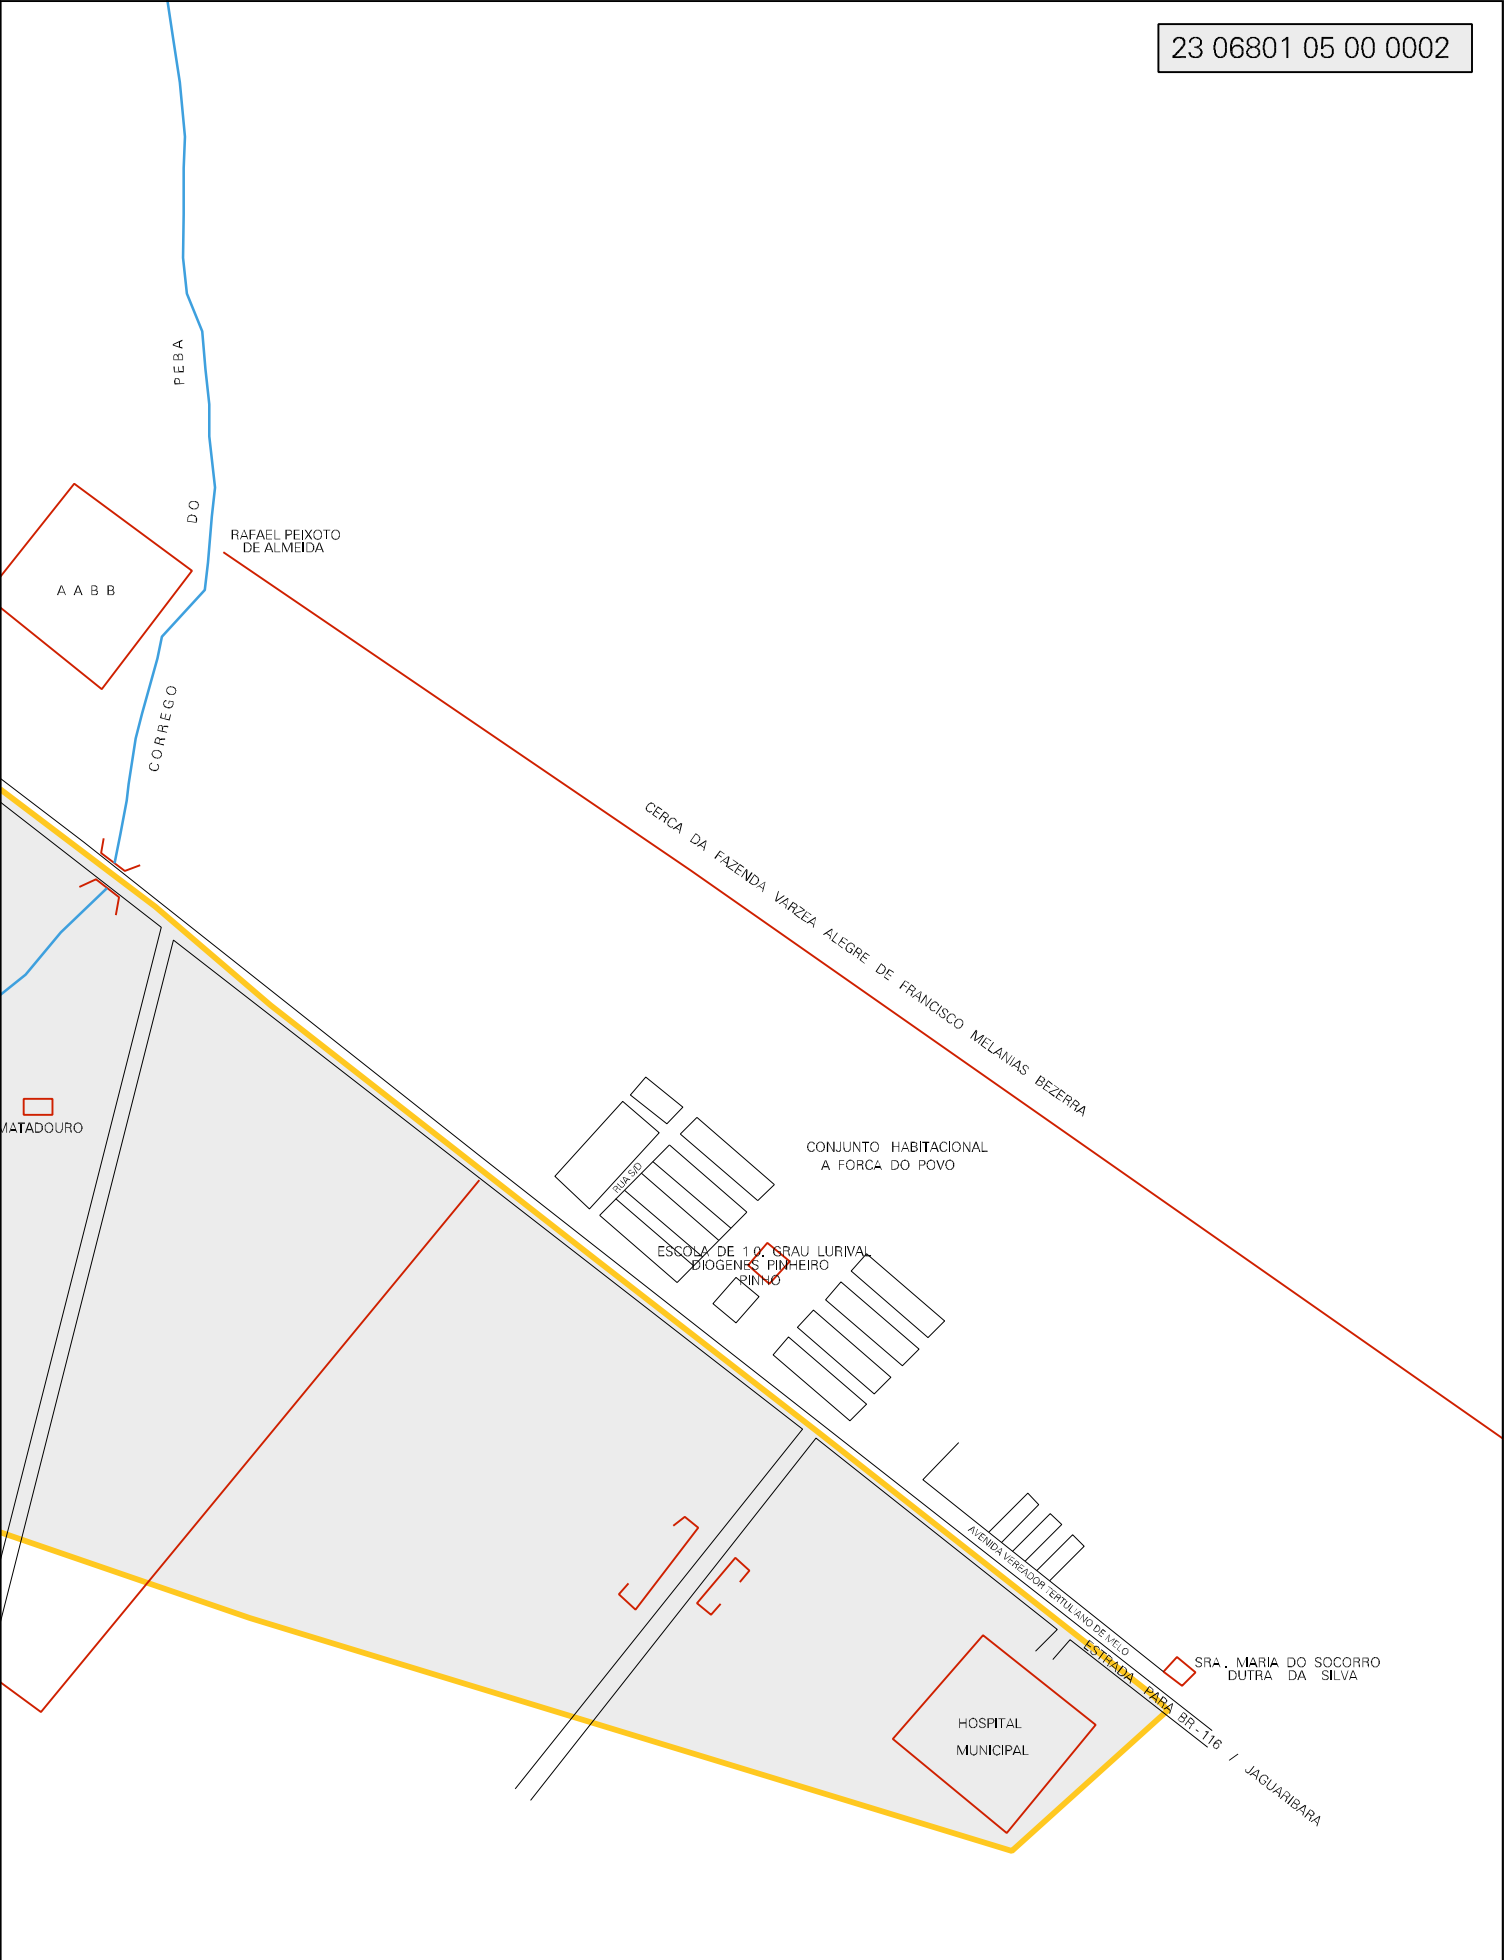 23 06801 05 00 0002
CORREGO DO PEBA
RAFAEL PEIXOTO
DE ALMEIDA
A A B B
CERCA DA FAZENDA VARZEA ALEGRE DE FRANCISCO MELANIAS BEZERRA
MATADOURO
CONJUNTO HABITACIONAL
A FORCA DO POVO
RUA S/D
ESCOLA DE 1 0. GRAU LURIVAL
DIOGENES PINHEIRO
PINHO
AVENIDA VEREADOR TERTULIANO DE MELO
ESTRADA PARA BR-116 / JAGUARIBARA
SRA. MARIA DO SOCORRO
DUTRA DA SILVA
HOSPITAL
MUNICIPAL